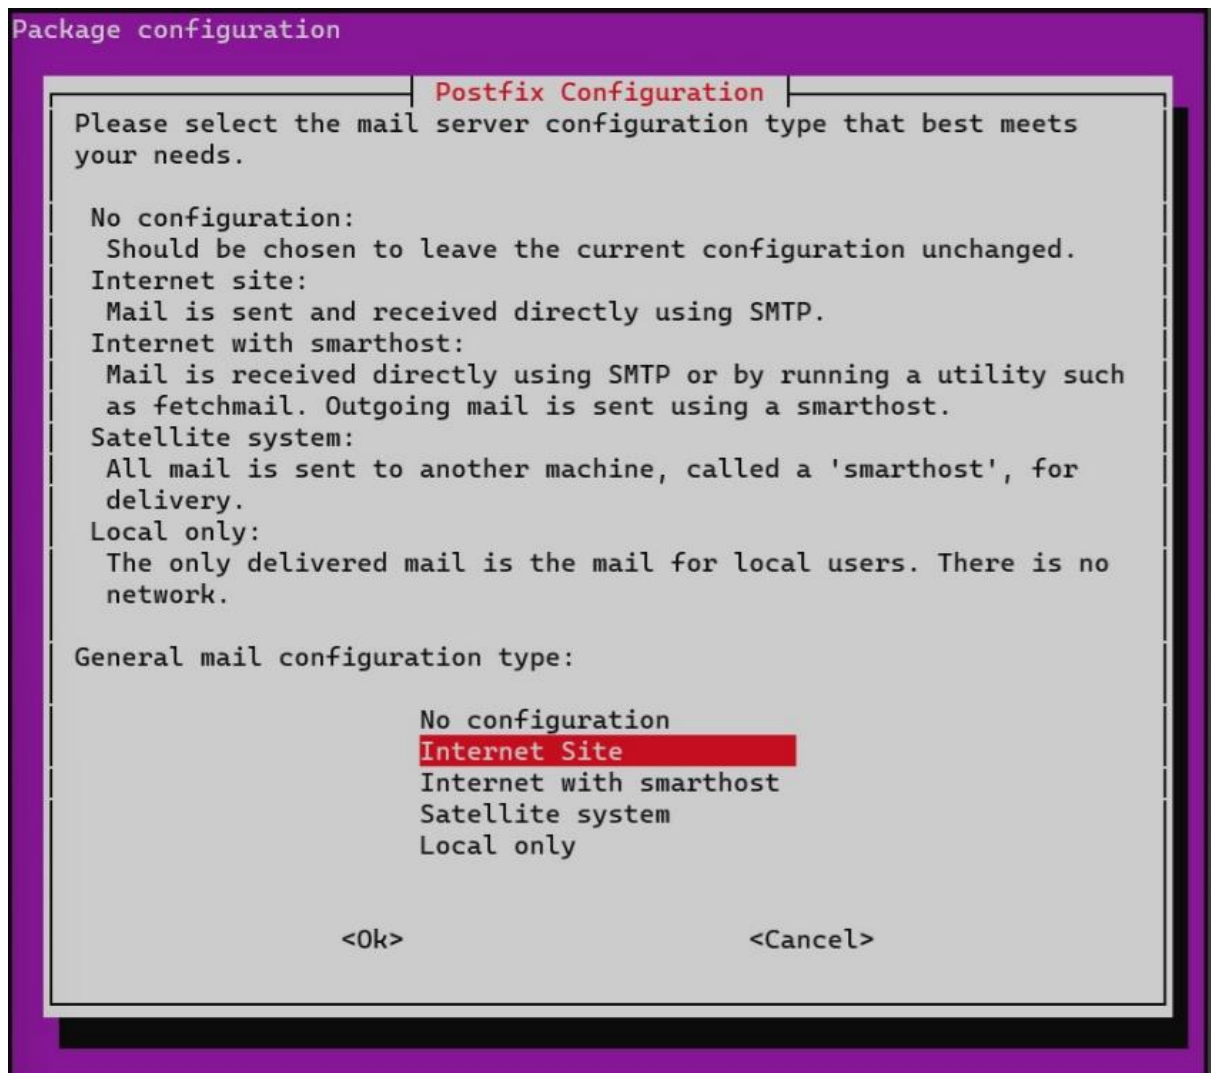 Package configuration
Postfix Configuration
Please select the mail server configuration type that best meets
your needs.
No configuration:
Should be chosen to leave the current configuration unchanged.
Internet site:
Mail is sent and received directly using SMTP.
Internet with smarthost:
Mail is received directly using SMTP or by running a utility such
as fetchmail. Outgoing mail is sent using a smarthost.
Satellite system:
All mail is sent to another machine, called a 'smarthost', for
delivery.
Local only:
The only delivered mail is the mail for local users. There is no
network.
General mail configuration type:
No configuration
Internet Site
Internet with smarthost
Satellite system
Local only
<Ok> <Cancel>